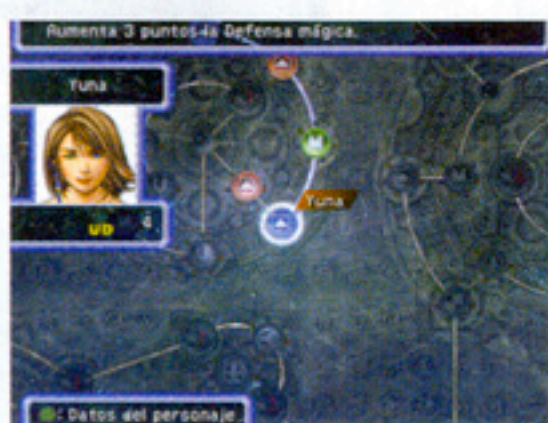 Aumenta 3 puntos la Defensa mágica.
Yuna
Yuna
UD
: Datos del personaje